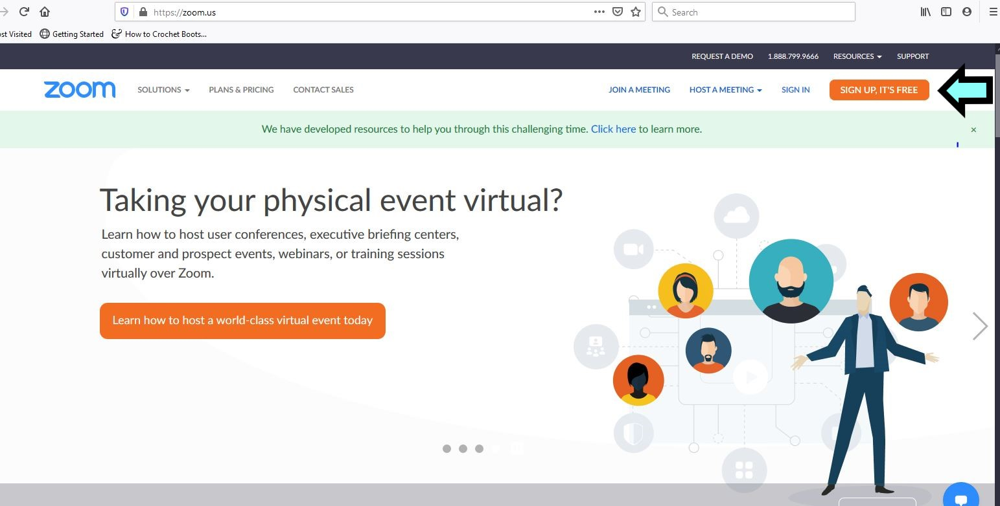 https://zoom.us
Search
st Visited
Getting Started
How to Crochet Boots...
REQUEST A DEMO
1.888.799.9666
RESOURCES
SUPPORT
zoom
SOLUTIONS
PLANS & PRICING
CONTACT SALES
JOIN A MEETING
HOST A MEETING
SIGN IN
SIGN UP, IT'S FREE
We have developed resources to help you through this challenging time. Click here to learn more.
Taking your physical event virtual?
Learn how to host user conferences, executive briefing centers,
customer and prospect events, webinars, or training sessions
virtually over Zoom.
Learn how to host a world-class virtual event today